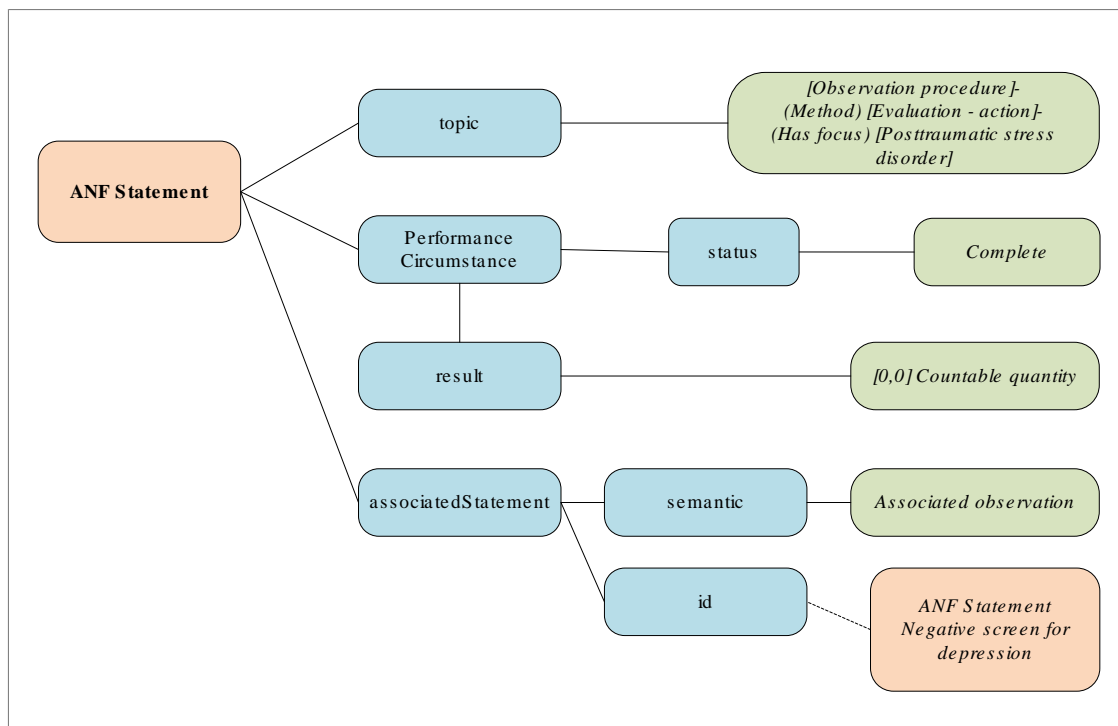 [Observation procedure]-
(Method) [Evaluation - action]-
(Has focus) [Posttraumatic stress
disorder]
topic
ANF Statement
Performance
Circumstance
status
Complete
result
[0,0] Countable quantity
associatedStatement
semantic
Associated observation
id
ANF Statement
Negative screen for
depression